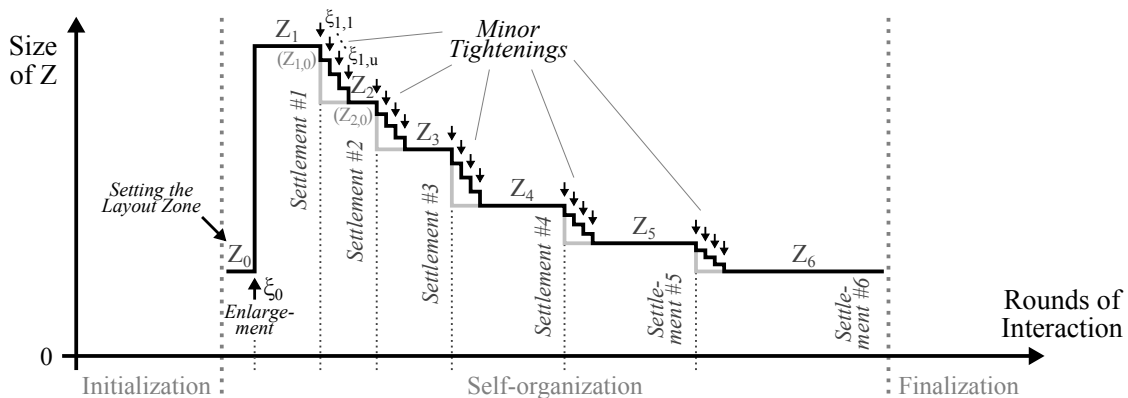 Size
of Z
Z1
(Z1,0)
ξ1,1
ξ1,u
Minor
Tightenings
Z2
(Z2,0)
Z3
Z4
Z5
Z6
Settlement #1
Settlement #2
Settlement #3
Settlement #4
Settle-
ment #5
Settle-
ment #6
Setting the
Layout Zone
Z0
ξ0
Enlarge-
ment
Rounds of
Interaction
0
Initialization
Self-organization
Finalization